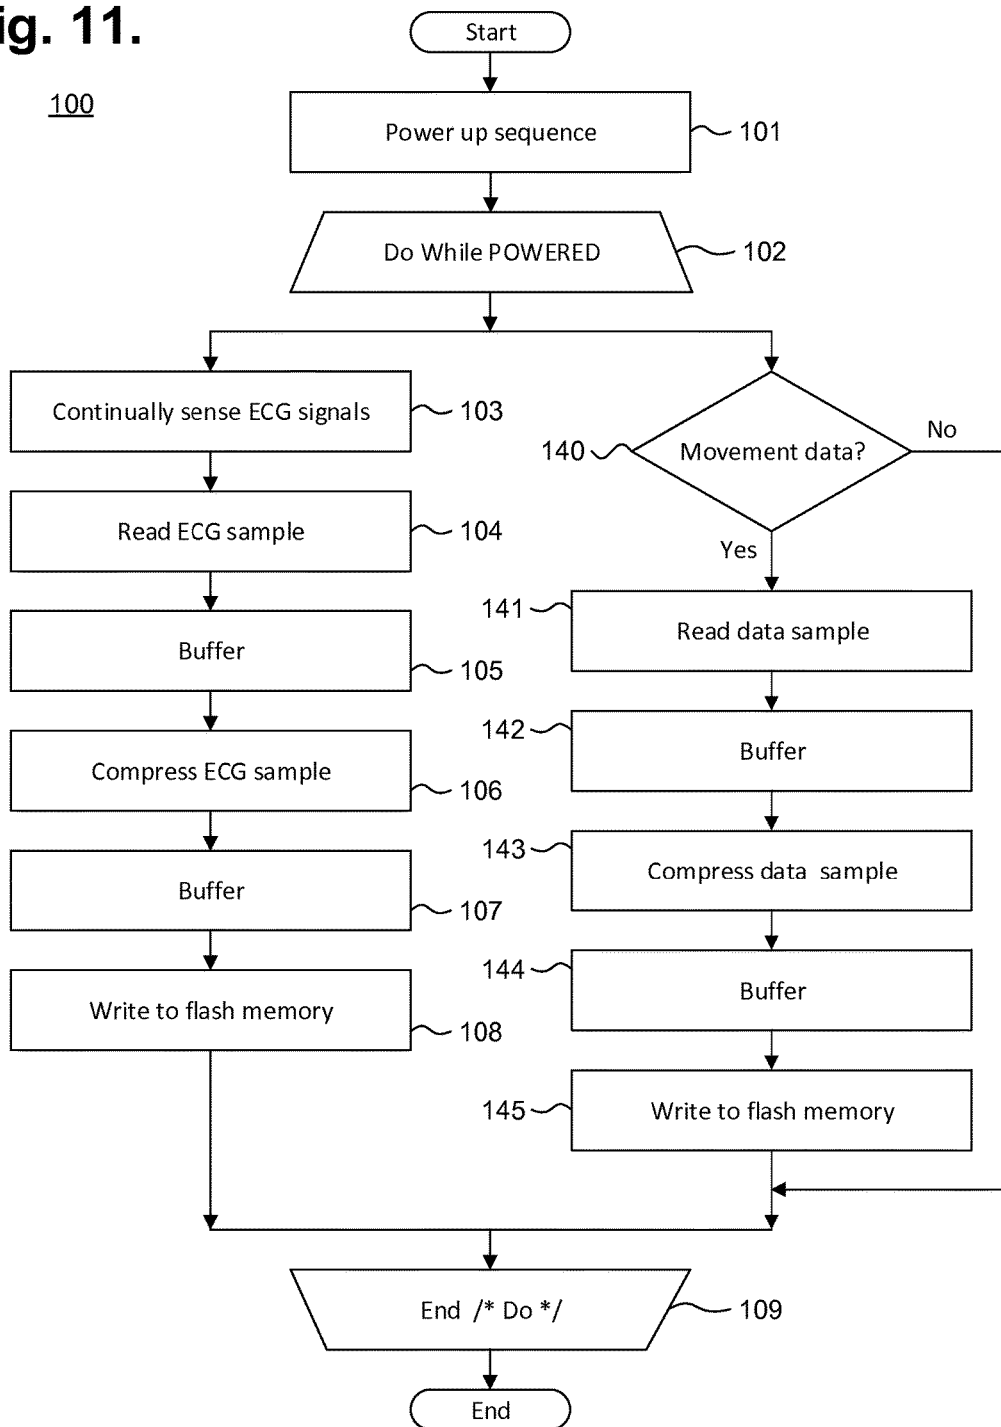 ig. 11.
100
Start
Power up sequence
101
Do While POWERED
102
Continually sense ECG signals
103
Read ECG sample
104
Buffer
105
Compress ECG sample
106
Buffer
107
Write to flash memory
108
140
Movement data?
No
Yes
141
Read data sample
142
Buffer
143
Compress data  sample
144
Buffer
145
Write to flash memory
End /* Do */
109
End